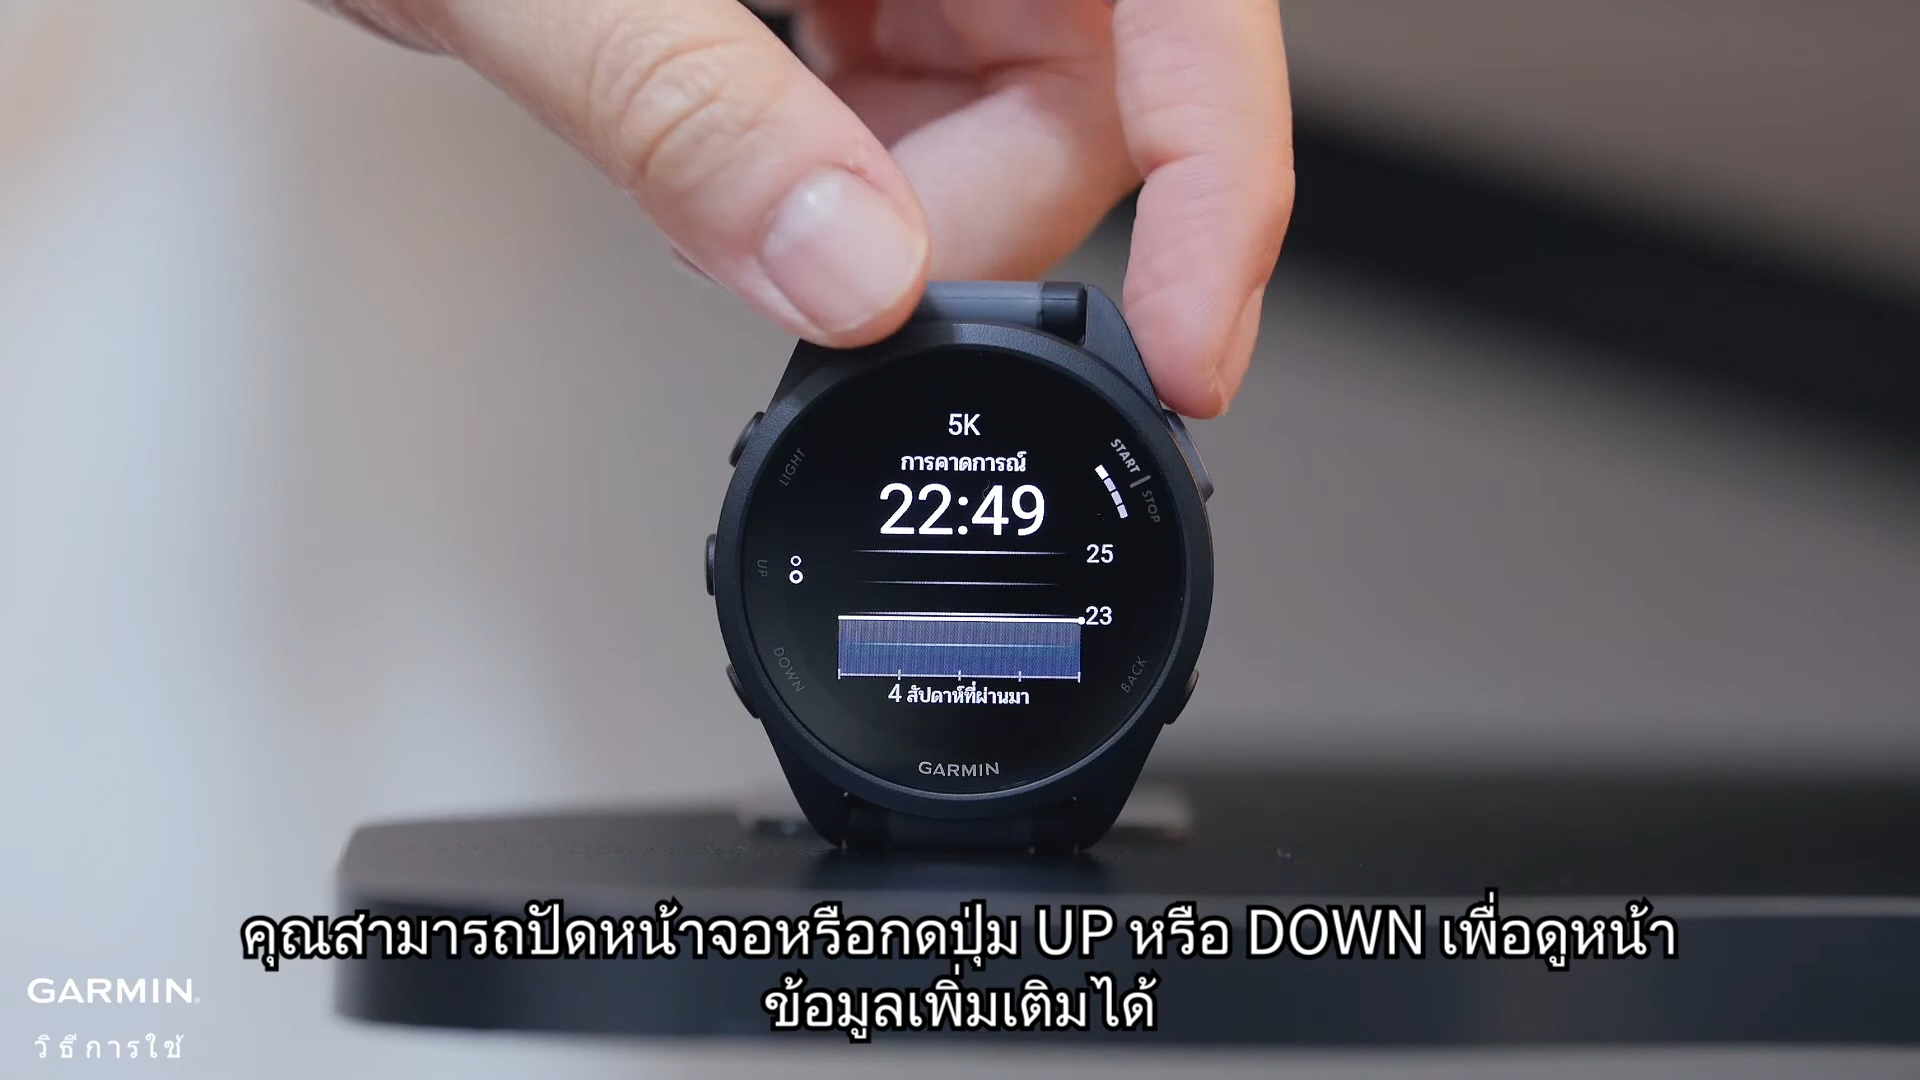 5K
การคาดการณ์
22:49
25
23
4 สัปดาห์ที่ผ่านมา
LIGHT
UP
DOWN
START | STOP
BACK
GARMIN
คุณสามารถปัดหน้าจอหรือกดปุ่ม UP หรือ DOWN เพื่อดูหน้า
ข้อมูลเพิ่มเติมได้
GARMIN.
วิธีการใช้